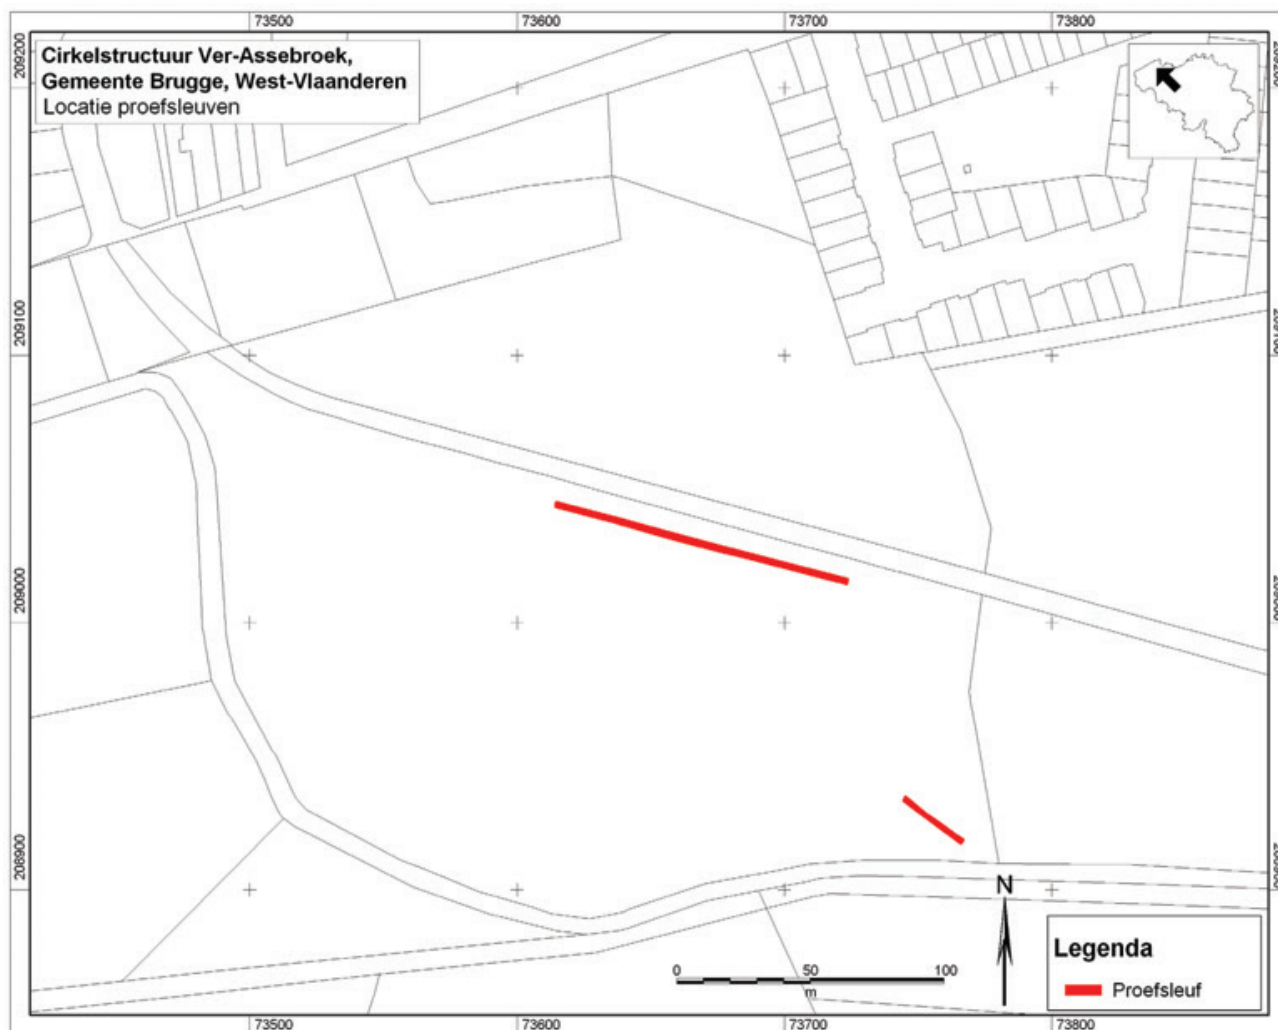 73500 73600 73700 73800
Cirkelstructuur Ver-Assebroek,
Gemeente Brugge, West-Vlaanderen
Locatie proefsleuven
209200
209100
209000
208900
209100
N
0 50 100
m
Legenda
Proefsleuf
73500 73600 73700 73800